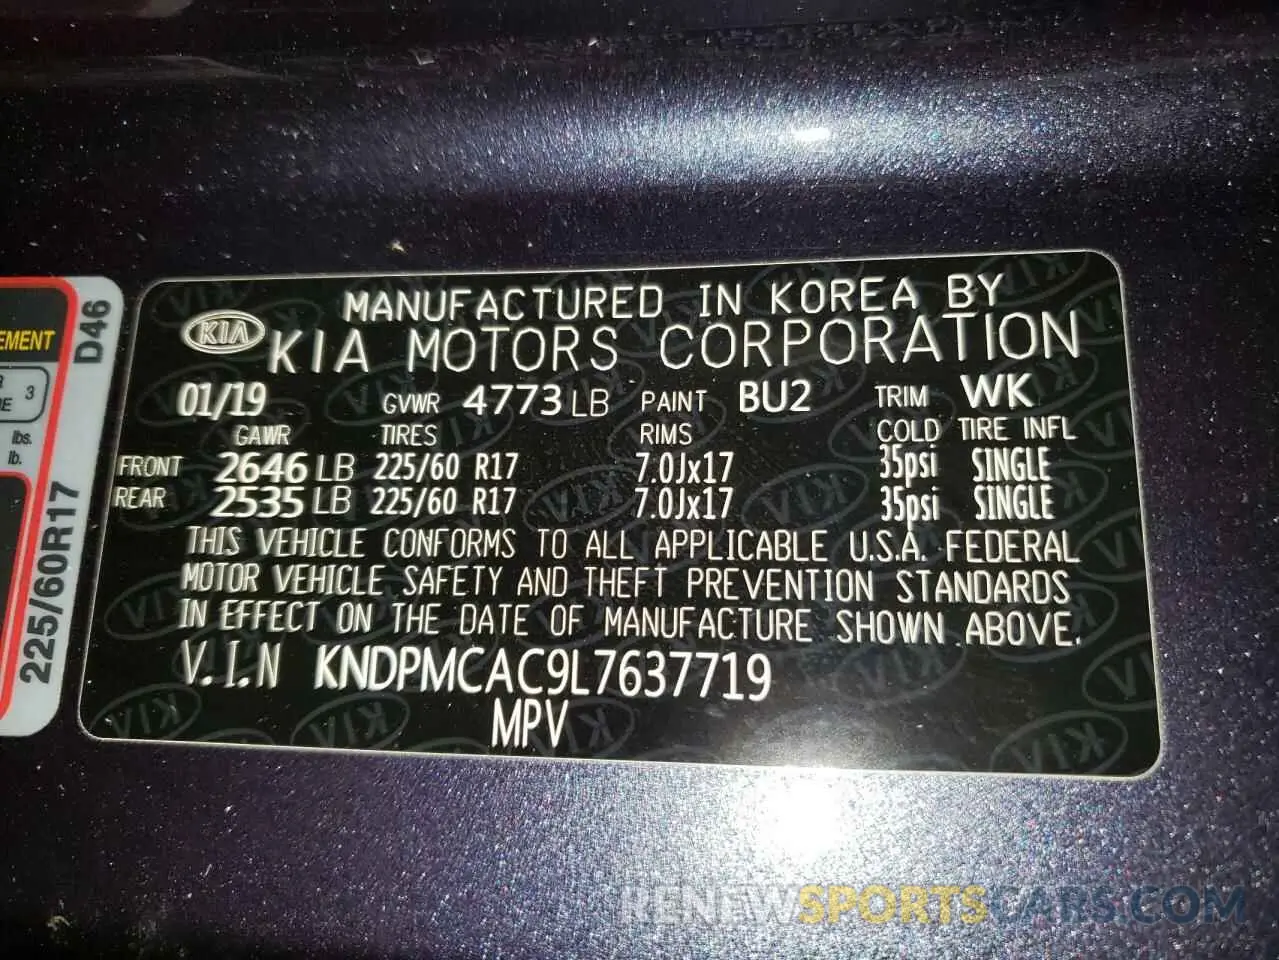 MANUFACTURED IN KOREA BY
KIA
KIA MOTORS CORPORATION
01/19 GVWR 4773 LB PAINT BU2 TRIM WK
GAWR TIRES RIMS COLD TIRE INFL
FRONT 2646 LB 225/60 R17 7.0Jx17 35psi SINGLE
REAR 2535 LB 225/60 R17 7.0Jx17 35psi SINGLE
THIS VEHICLE CONFORMS TO ALL APPLICABLE U.S.A. FEDERAL
MOTOR VEHICLE SAFETY AND THEFT PREVENTION STANDARDS
IN EFFECT ON THE DATE OF MANUFACTURE SHOWN ABOVE.
V.I.N KNDPMCAC9L7637719
MPV
D46
225/60R17
3
lbs.
lb.
RENEWSPORTSCARS.COM